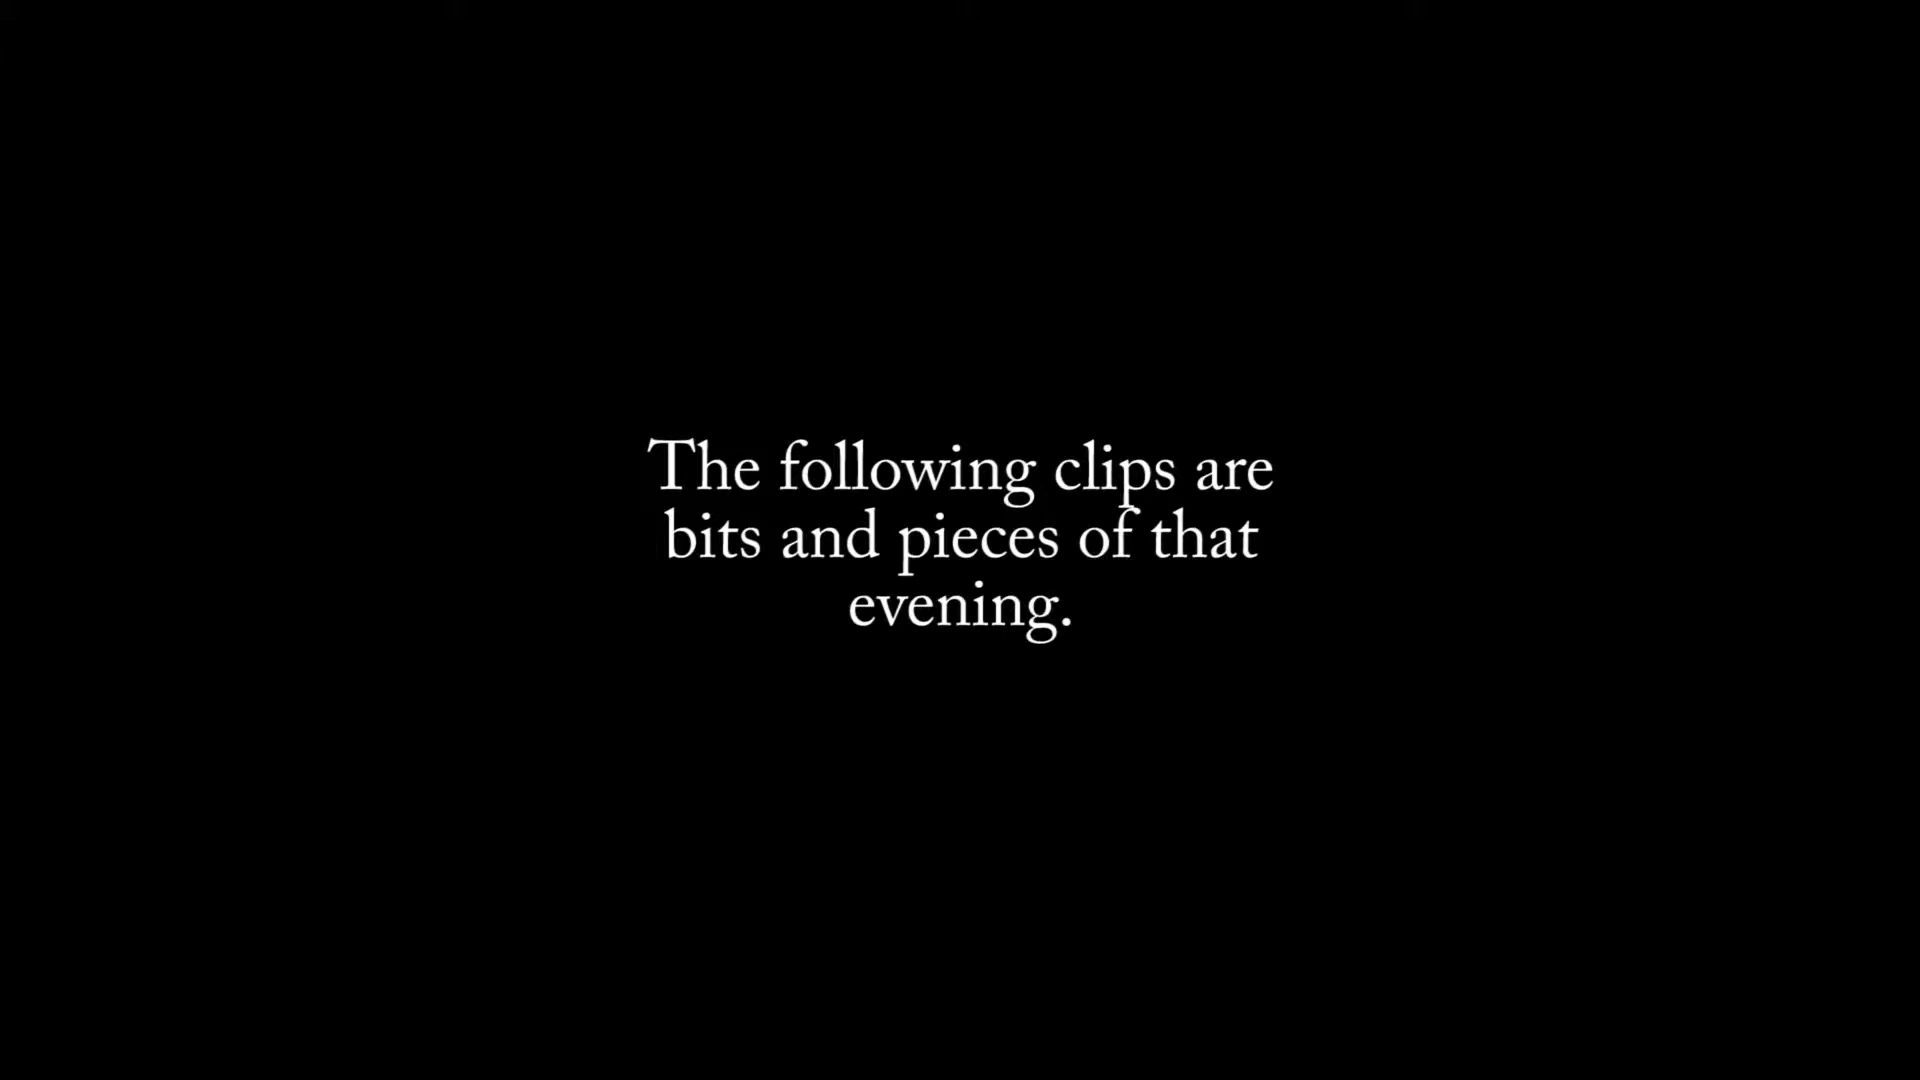 The following clips are
bits and pieces of that
evening.